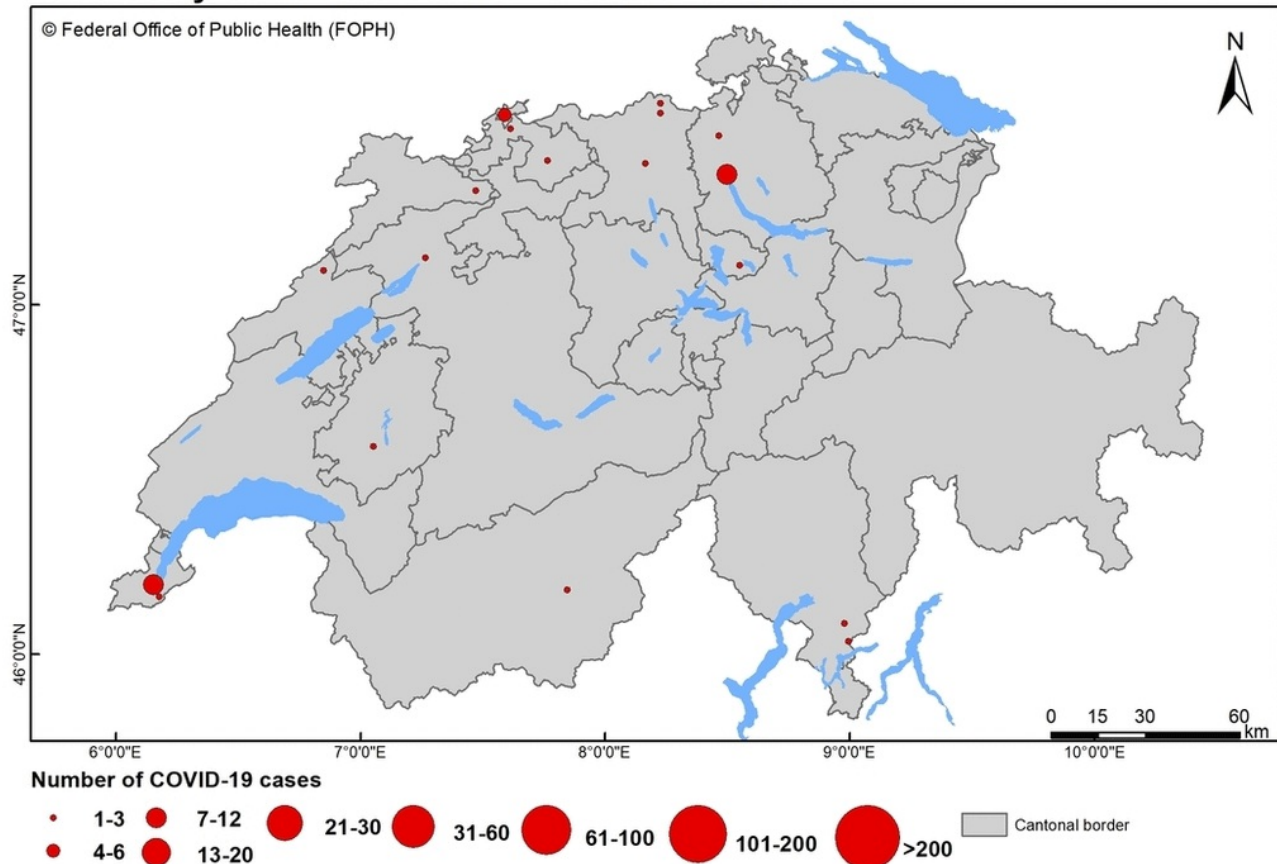 © Federal Office of Public Health (FOPH)
N
47°0'0"N
46°0'0"N
0 15 30 60
km
6°0'0"E 7°0'0"E 8°0'0"E 9°0'0"E 10°0'0"E
Number of COVID-19 cases
1-3 7-12 21-30 31-60 61-100 101-200 >200 Cantonal border
4-6 13-20